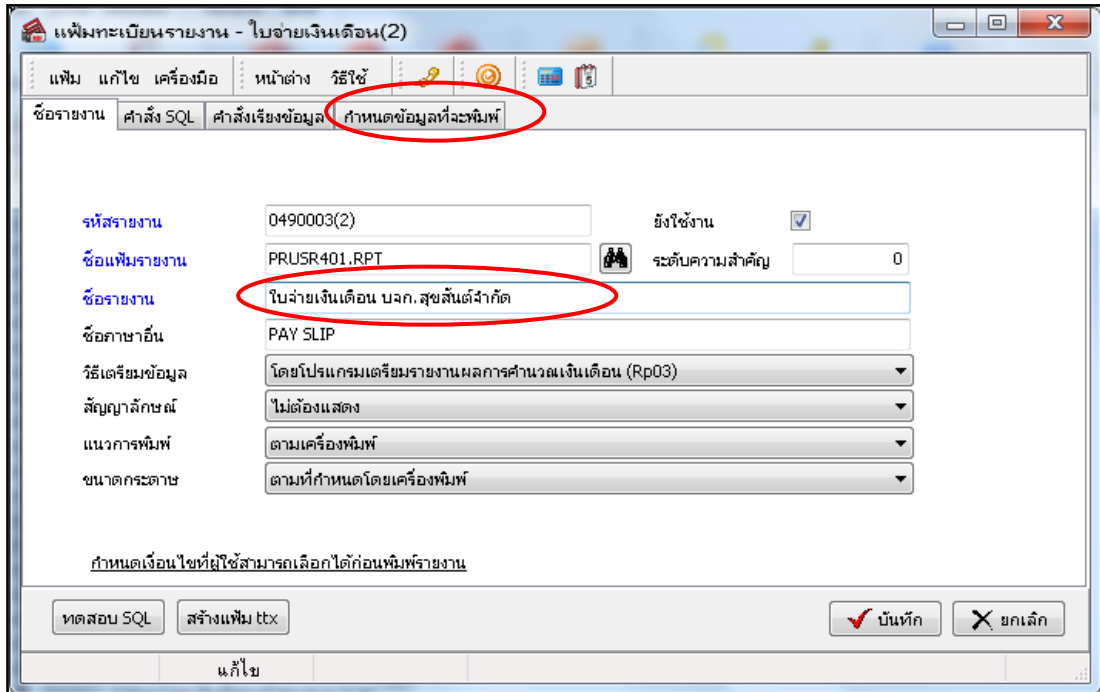 แฟ้มทะเบียนรายงาน - ใบจ่ายเงินเดือน(2)
แฟ้ม แก้ไข เครื่องมือ หน้าต่าง วิธีใช้
ชื่อรายงาน คำสั่ง SQL คำสั่งเรียงข้อมูล กำหนดข้อมูลที่จะพิมพ์
รหัสรายงาน 0490003(2) ยังใช้งาน
ชื่อแฟ้มรายงาน PRUSR401.RPT ระดับความสำคัญ 0
ชื่อรายงาน ใบจ่ายเงินเดือน บจก.สุขสันต์จำกัด
ชื่อภาษาอื่น PAY SLIP
วิธีเตรียมข้อมูล โดยโปรแกรมเตรียมรายงานผลการคำนวณเงินเดือน (Rp03)
สัญญาลักษณ์ ไม่ต้องแสดง
แนวการพิมพ์ ตามเครื่องพิมพ์
ขนาดกระดาษ ตามที่กำหนดโดยเครื่องพิมพ์
กำหนดเงื่อนไขที่ผู้ใช้สามารถเลือกได้ก่อนพิมพ์รายงาน
ทดสอบ SQL สร้างแฟ้ม ttx บันทึก ยกเลิก
แก้ไข